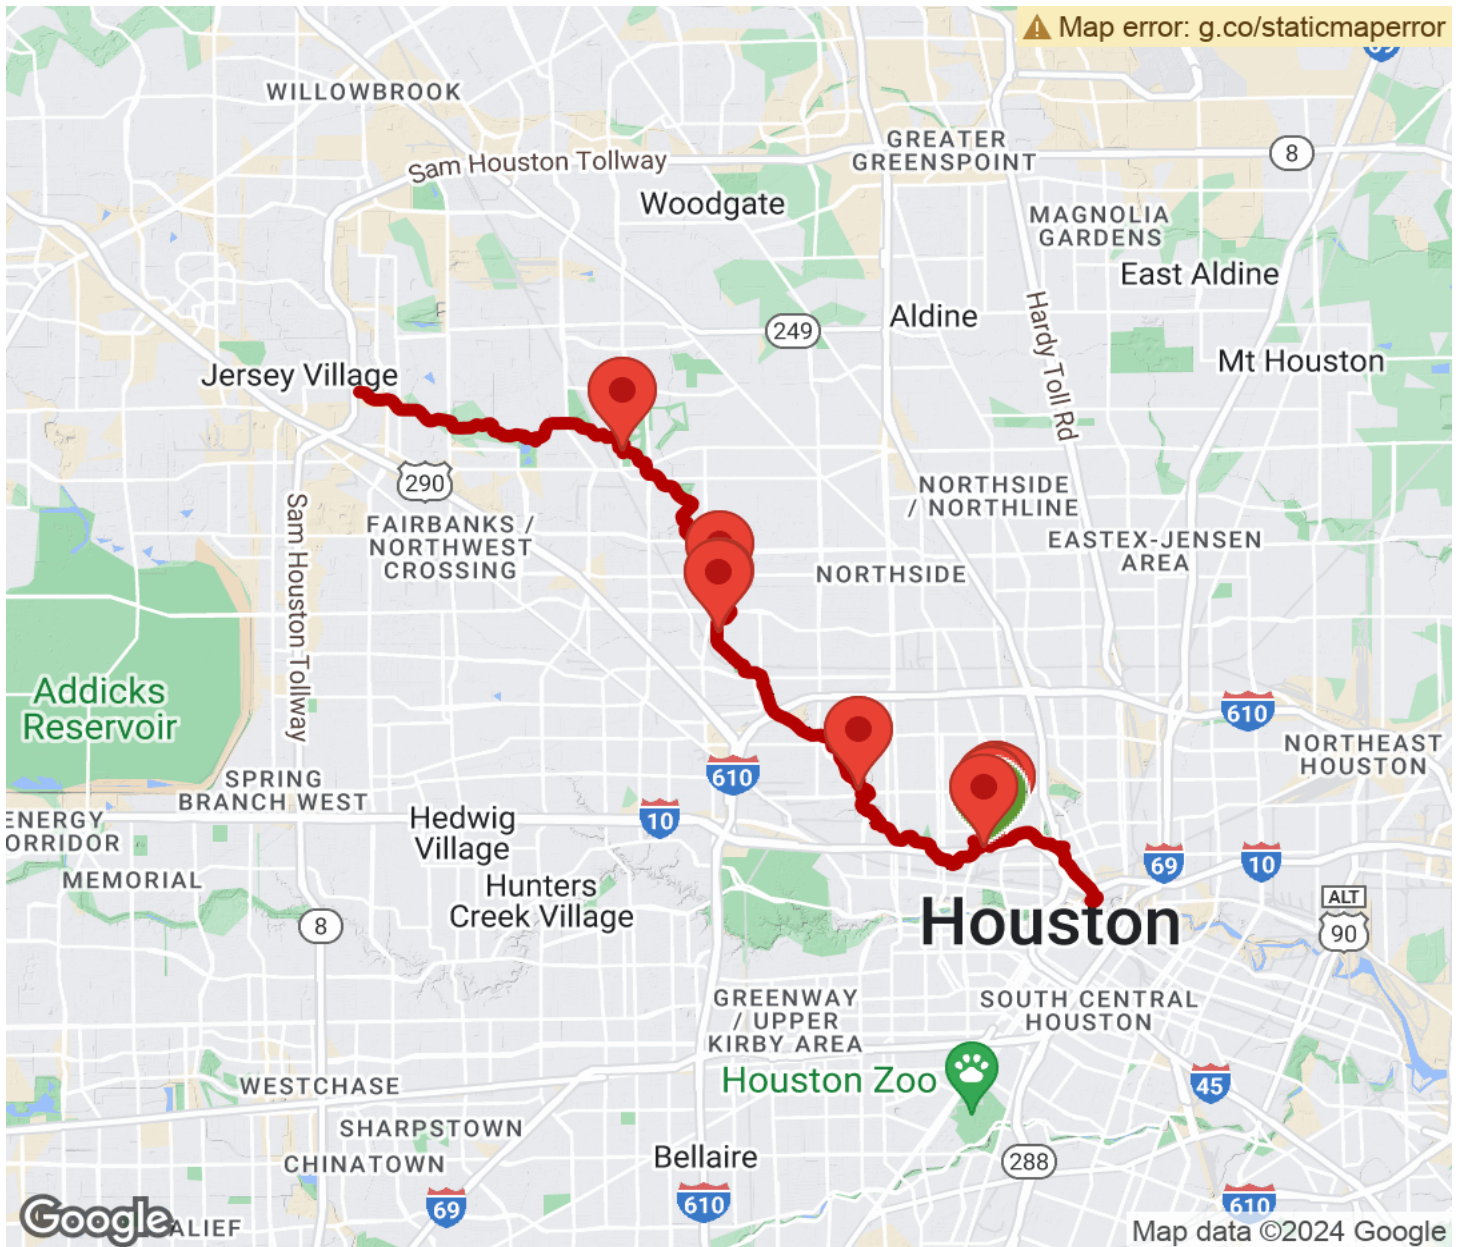 Map error: g.co/staticmaperror
WILLOWBROOK
GREATER
GREENSPOINT
8
Sam Houston Tollway
Woodgate
MAGNOLIA
GARDENS
East Aldine
Hardy Toll Rd
Aldine
249
Mt Houston
Jersey Village
290
NORTHSIDE
/ NORTHLINE
Sam Houston Tollway
FAIRBANKS /
NORTHWEST
CROSSING
EASTEX-JENSEN
AREA
NORTHSIDE
Addicks
Reservoir
610
NORTHEAST
HOUSTON
610
SPRING
BRANCH WEST
Hedwig
Village
10
ENERGY
ORRIDOR
69
10
MEMORIAL
Hunters
Creek Village
ALT
90
8
Houston
GREENWAY
/ UPPER
KIRBY AREA
SOUTH CENTRAL
HOUSTON
Houston Zoo
45
WESTCHASE
SHARPSTOWN
CHINATOWN
Bellaire
288
69
610
610
Google
ALIEF
Map data ©2024 Google